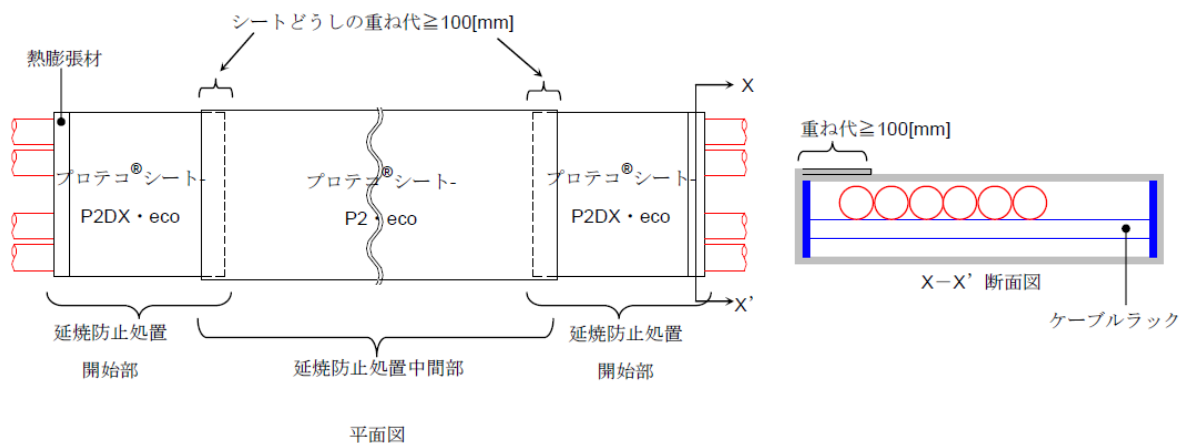 シートどうしの重ね代≧100[mm]
熱膨張材
プロテコ®シート-
P2DX・eco
プロテコ®シート-
P2・eco
プロテコ®シート-
P2DX・eco
X
X’
延焼防止処置
開始部
延焼防止処置中間部
延焼防止処置
開始部
平面図
重ね代≧100[mm]
X-X’断面図
ケーブルラック